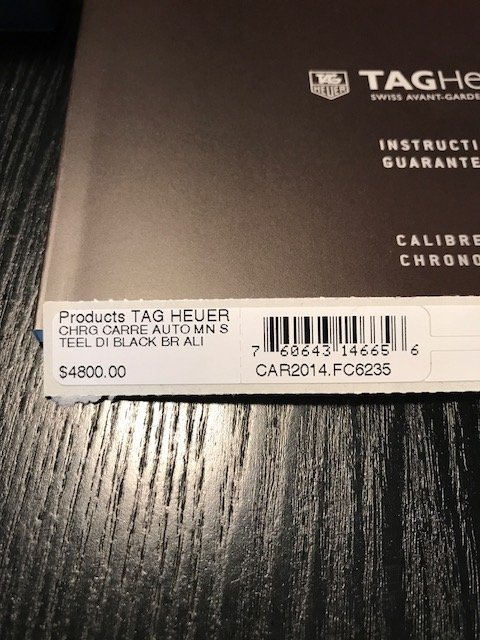 TAG
HEUER
TAGHe
SWISS AVANT-GARDE
INSTRUCTI
GUARANTE
CALIBRE
CHRONO
Products TAG HEUER
CHRG CARRE AUTO MN S
TEEL DI BLACK BR ALI
$4800.00
7 60643 14665 6
CAR2014.FC6235